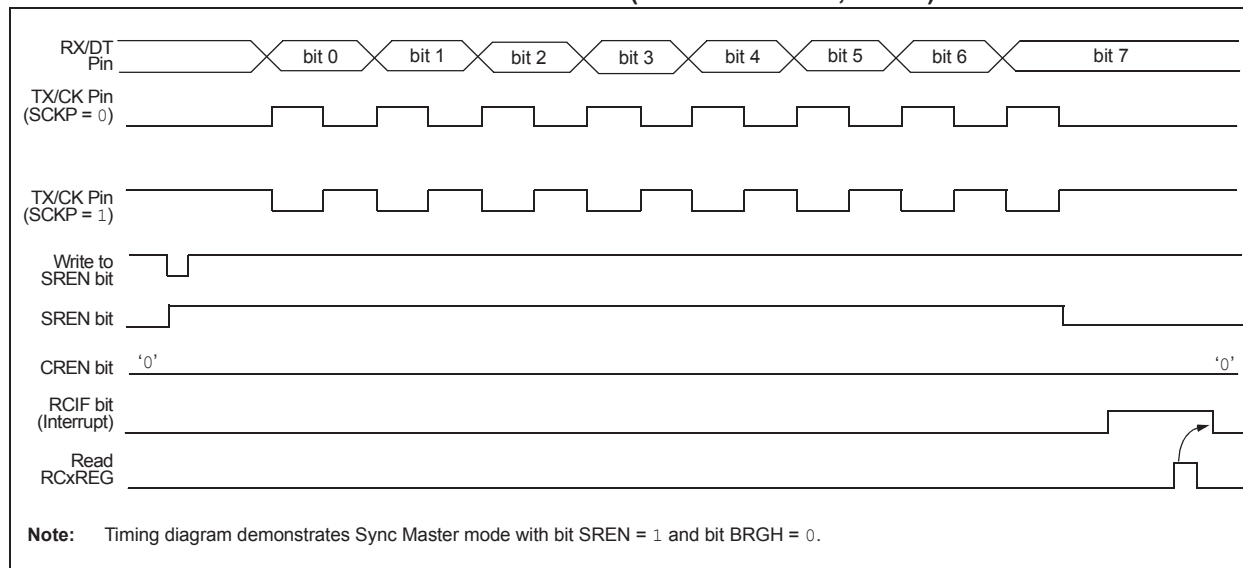 RX/DT
Pin
bit 0 bit 1 bit 2 bit 3 bit 4 bit 5 bit 6 bit 7
TX/CK Pin
(SCKP = 0)
TX/CK Pin
(SCKP = 1)
Write to
SREN bit
SREN bit
CREN bit ‘0’ ‘0’
RCIF bit
(Interrupt)
Read
RCxREG
Note: Timing diagram demonstrates Sync Master mode with bit SREN = 1 and bit BRGH = 0.